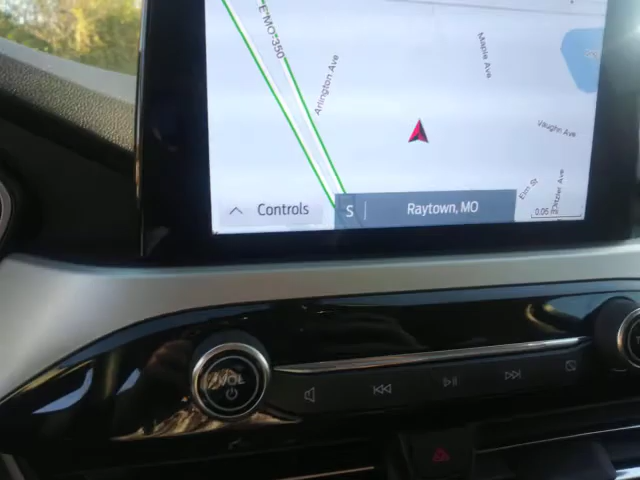 E MO-350
Arlington Ave
Maple Ave
Vaughn Ave
Elm St
Controls
S
Raytown, MO
0.05
VOL